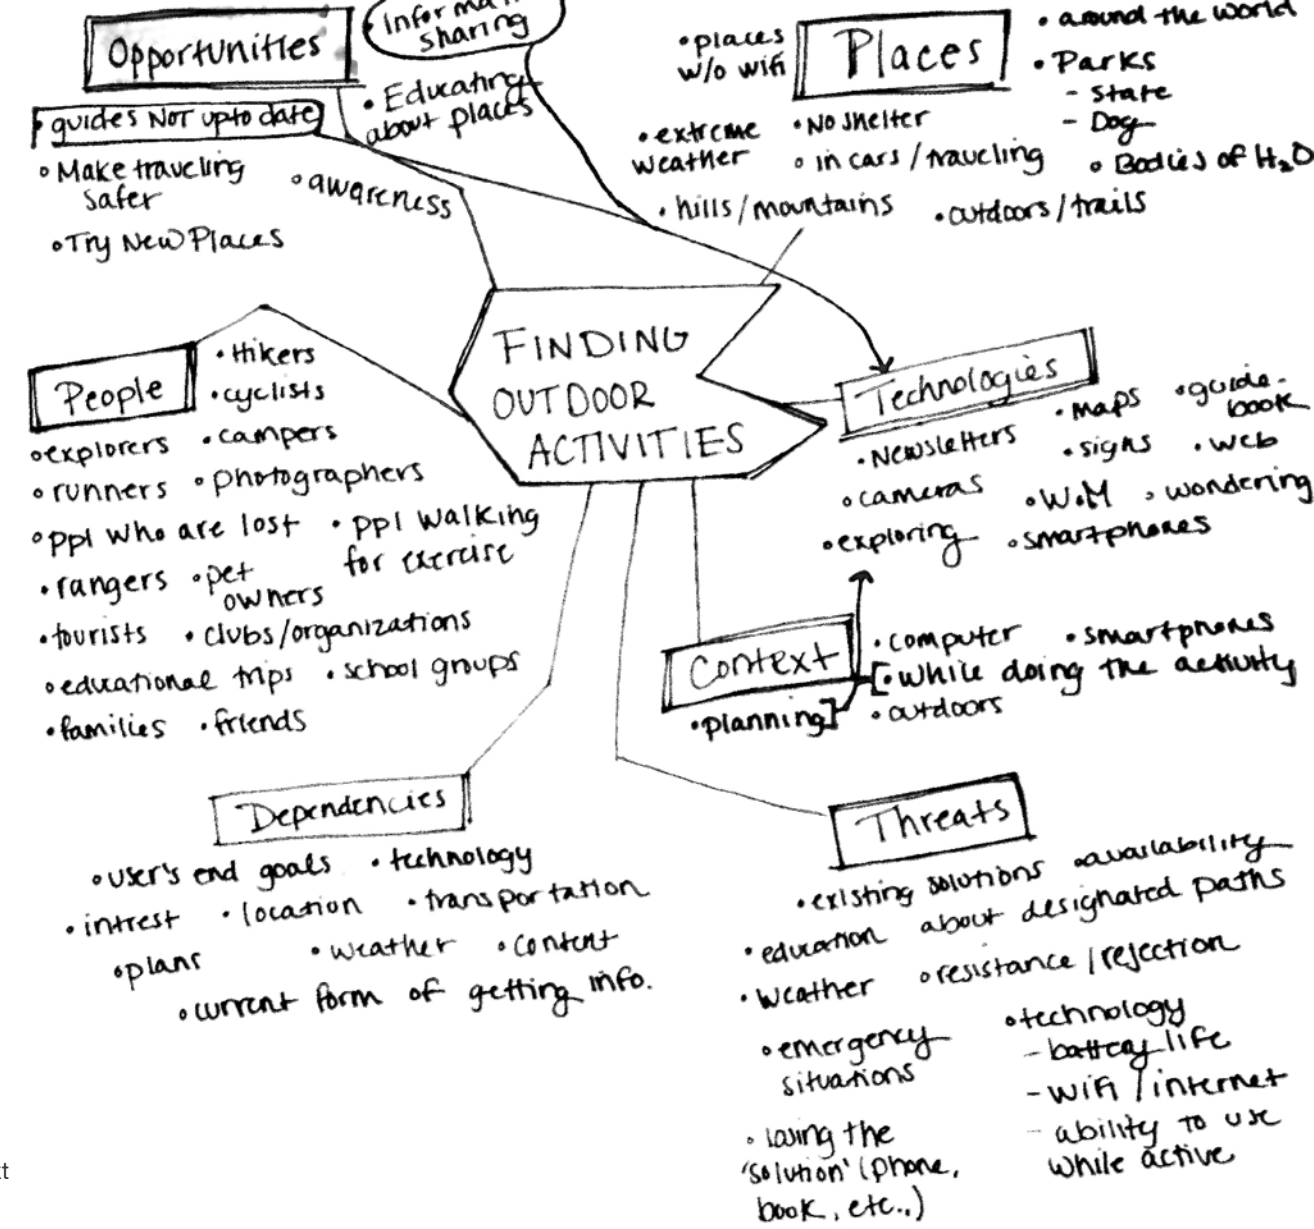 Opportunities
sharing
• Educating
about places
guides NOT up to date
• Make traveling
safer
• awareness
• Try New Places
Places
• places
w/o wifi
• around the world
• Parks
- State
- Dog
• extreme
weather
• No shelter
• in cars / traveling
• Bodies of H₂O
• hills/mountains
• outdoors/trails
FINDING
OUTDOOR
ACTIVITIES
People
• Hikers
• cyclists
• explorers
• campers
• runners
• photographers
• ppl who are lost
• ppl walking
for exercise
• rangers
• pet
owners
• tourists
• clubs/organizations
• educational trips
• school groups
• families
• friends
Technologies
• maps
• guide-
book
• Newsletters
• signs
• web
• cameras
• W.M
• wondering
• exploring
• smartphones
Context
• computer
• smartphones
[• while doing the activity
• planning]
• outdoors
Dependencies
• user's end goals
• technology
• intrest
• location
• transportation
• plans
• weather
• content
• current form of getting info.
Threats
• existing solutions
• availability
• education about designated paths
• weather
• resistance / rejection
• emergency
situations
• technology
- battery life
- wifi / internet
- ability to use
while active
• losing the
'solution' (phone,
book, etc..)